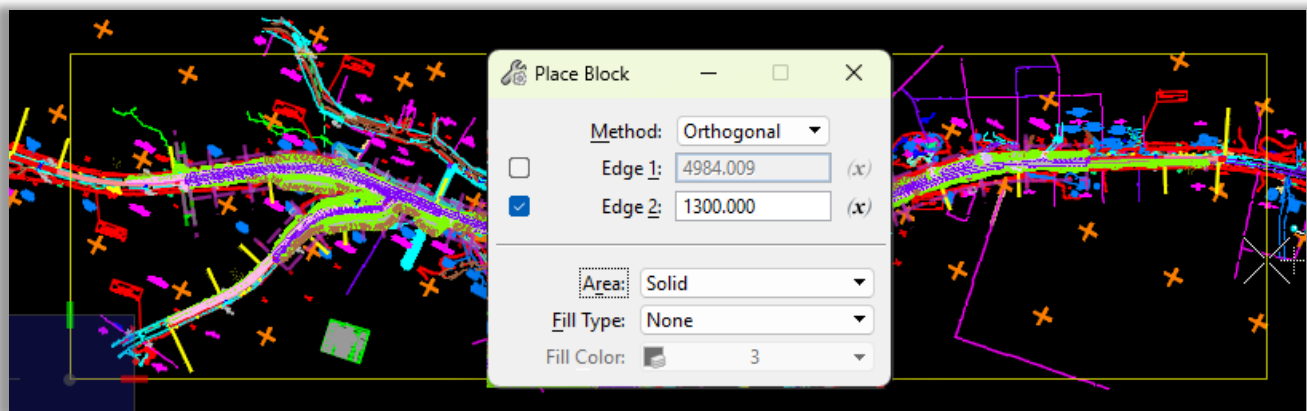 Place Block
Method: Orthogonal
Edge 1: 4984.009 (x)
Edge 2: 1300.000 (x)
Area: Solid
Fill Type: None
Fill Color: 3